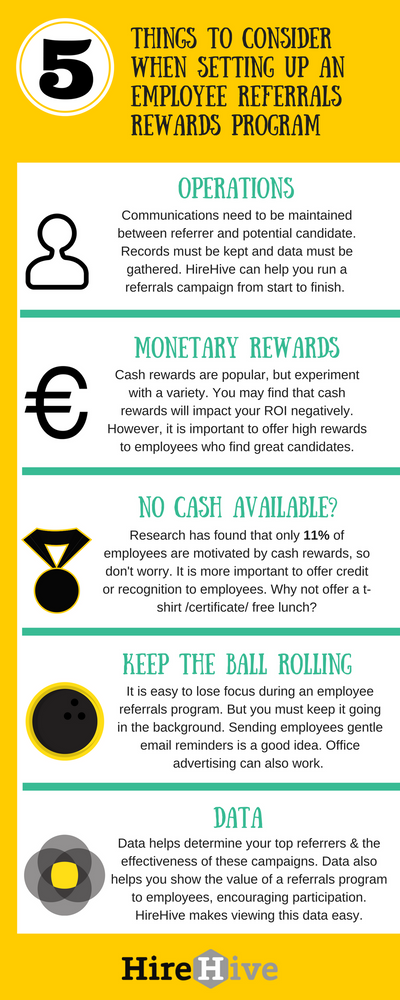 5
THINGS TO CONSIDER
WHEN SETTING UP AN
EMPLOYEE REFERRALS
REWARDS PROGRAM
OPERATIONS
Communications need to be maintained
between referrer and potential candidate.
Records must be kept and data must be
gathered. HireHive can help you run a
referrals campaign from start to finish.
€
MONETARY REWARDS
Cash rewards are popular, but experiment
with a variety. You may find that cash
rewards will impact your ROI negatively.
However, it is important to offer high rewards
to employees who find great candidates.
NO CASH AVAILABLE?
Research has found that only 11% of
employees are motivated by cash rewards, so
don't worry. It is more important to offer credit
or recognition to employees. Why not offer a t-
shirt /certificate/ free lunch?
KEEP THE BALL ROLLING
It is easy to lose focus during an employee
referrals program. But you must keep it going
in the background. Sending employees gentle
email reminders is a good idea. Office
advertising can also work.
DATA
Data helps determine your top referrers & the
effectiveness of these campaigns. Data also
helps you show the value of a referrals program
to employees, encouraging participation.
HireHive makes viewing this data easy.
HireHive